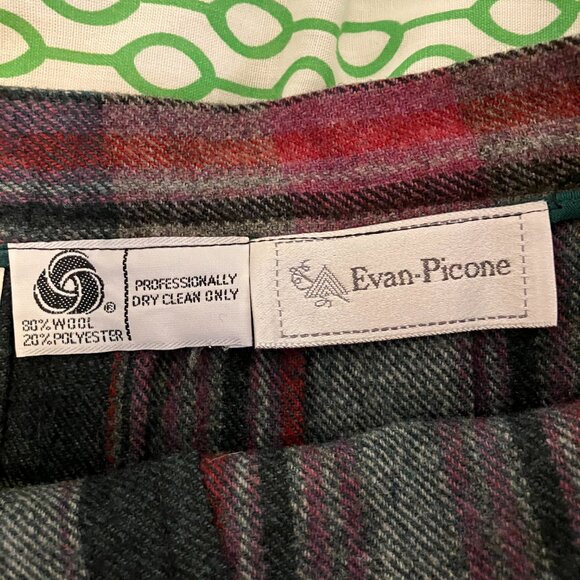 ®
80% WOOL
20% POLYESTER
PROFESSIONALLY
DRY CLEAN ONLY
Evan-Picone